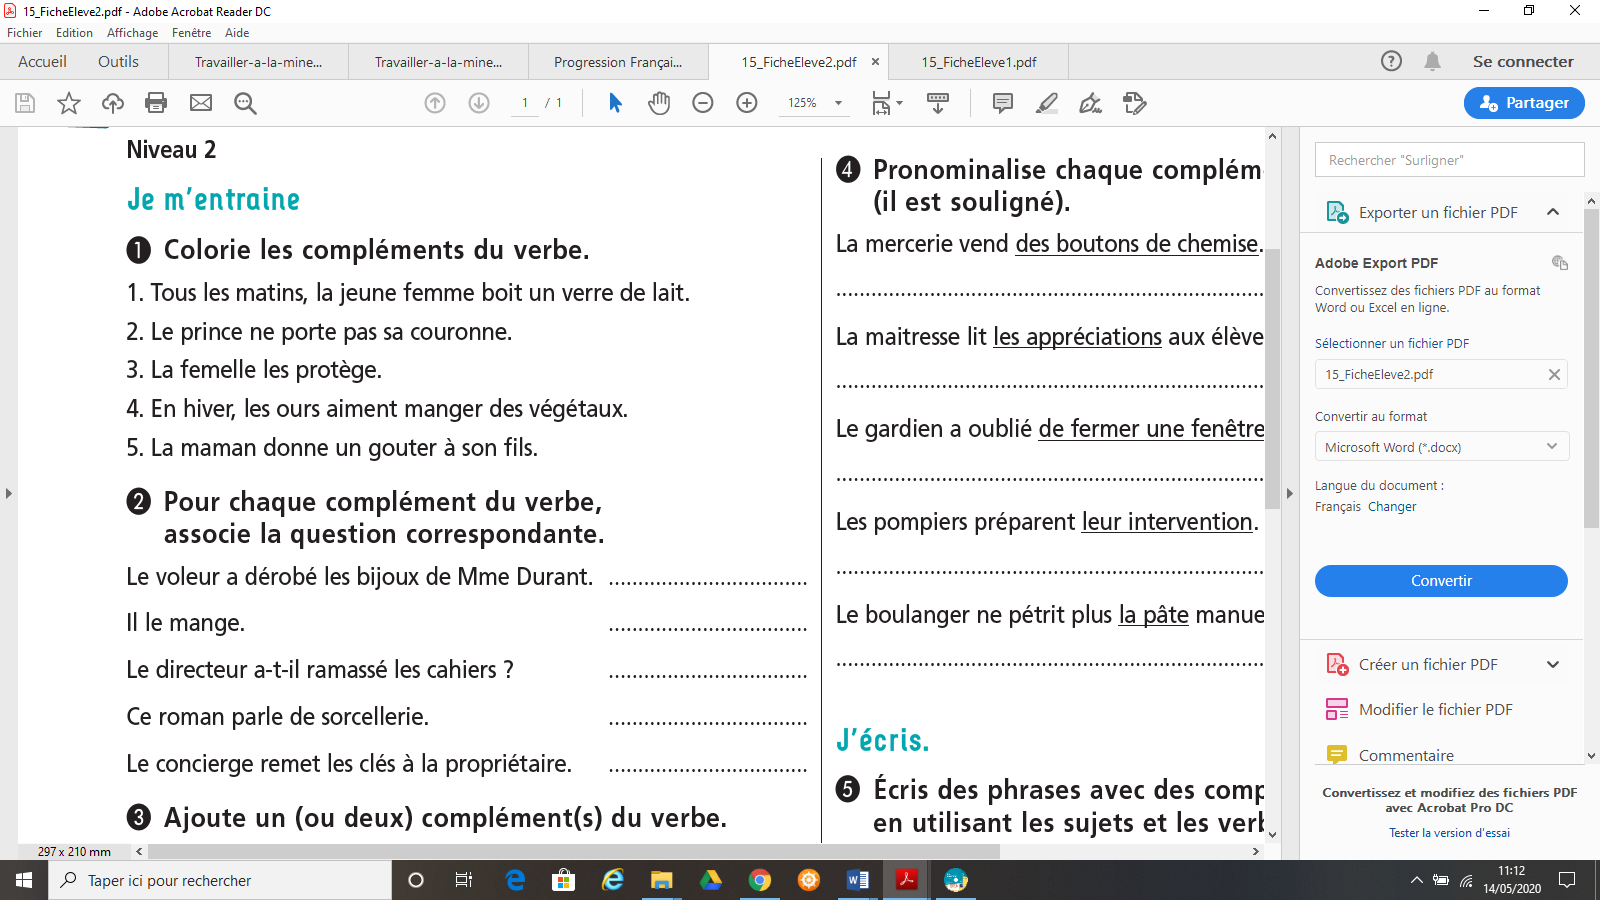 15_FicheEleve2.pdf - Adobe Acrobat Reader DC
Fichier Edition Affichage Fenêtre Aide
Accueil Outils Travailler-a-la-mine... Travailler-a-la-mine... Progression Françai... 15_FicheEleve2.pdf 15_FicheEleve1.pdf Se connecter
1 / 1 125% Partager
Niveau 2
Je m'entraine
1 Colorie les compléments du verbe.
1. Tous les matins, la jeune femme boit un verre de lait.
2. Le prince ne porte pas sa couronne.
3. La femelle les protège.
4. En hiver, les ours aiment manger des végétaux.
5. La maman donne un gouter à son fils.
2 Pour chaque complément du verbe,
associe la question correspondante.
Le voleur a dérobé les bijoux de Mme Durant. ..................................
Il le mange. ..................................
Le directeur a-t-il ramassé les cahiers ? ..................................
Ce roman parle de sorcellerie. ..................................
Le concierge remet les clés à la propriétaire. ..................................
3 Ajoute un (ou deux) complément(s) du verbe.
4 Pronominalise chaque complém
(il est souligné).
La mercerie vend des boutons de chemise.
..........................................................................
La maitresse lit les appréciations aux élève
..........................................................................
Le gardien a oublié de fermer une fenêtre
..........................................................................
Les pompiers préparent leur intervention.
..........................................................................
Le boulanger ne pétrit plus la pâte manue
..........................................................................
J'écris.
5 Écris des phrases avec des comp
en utilisant les sujets et les verb
297 x 210 mm
Rechercher "Surligner"
Exporter un fichier PDF
Adobe Export PDF
Convertissez des fichiers PDF au format
Word ou Excel en ligne.
Sélectionner un fichier PDF
15_FicheEleve2.pdf
Convertir au format
Microsoft Word (*.docx)
Langue du document :
Français Changer
Convertir
Créer un fichier PDF
Modifier le fichier PDF
Commentaire
Convertissez et modifiez des fichiers PDF
avec Acrobat Pro DC
Tester la version d'essai
Taper ici pour rechercher
11:12
14/05/2020